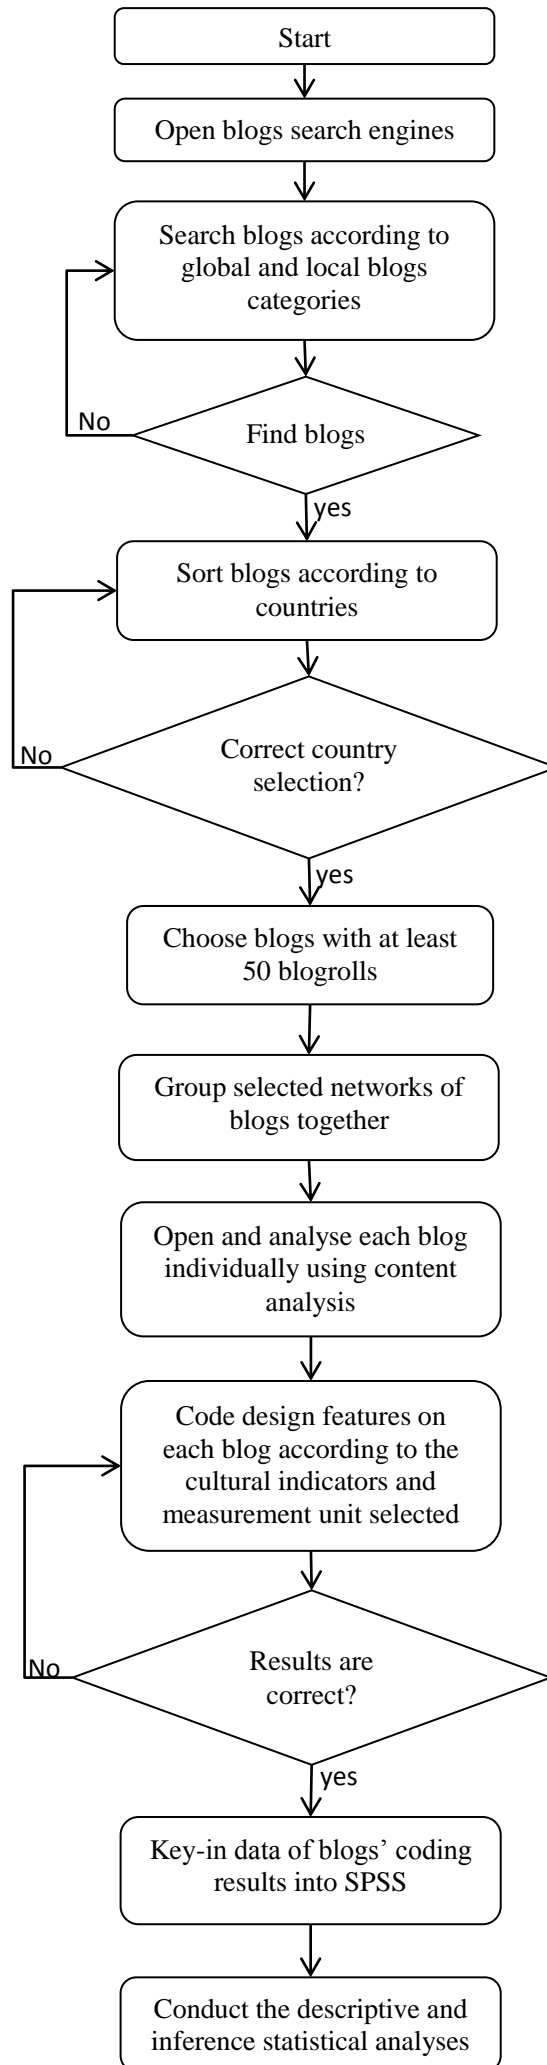 Start
Open blogs search engines
Search blogs according to
global and local blogs
categories
No
Find blogs
yes
Sort blogs according to
countries
No
Correct country
selection?
yes
Choose blogs with at least
50 blogrolls
Group selected networks of
blogs together
Open and analyse each blog
individually using content
analysis
Code design features on
each blog according to the
cultural indicators and
measurement unit selected
No
Results are
correct?
yes
Key-in data of blogs’ coding
results into SPSS
Conduct the descriptive and
inference statistical analyses